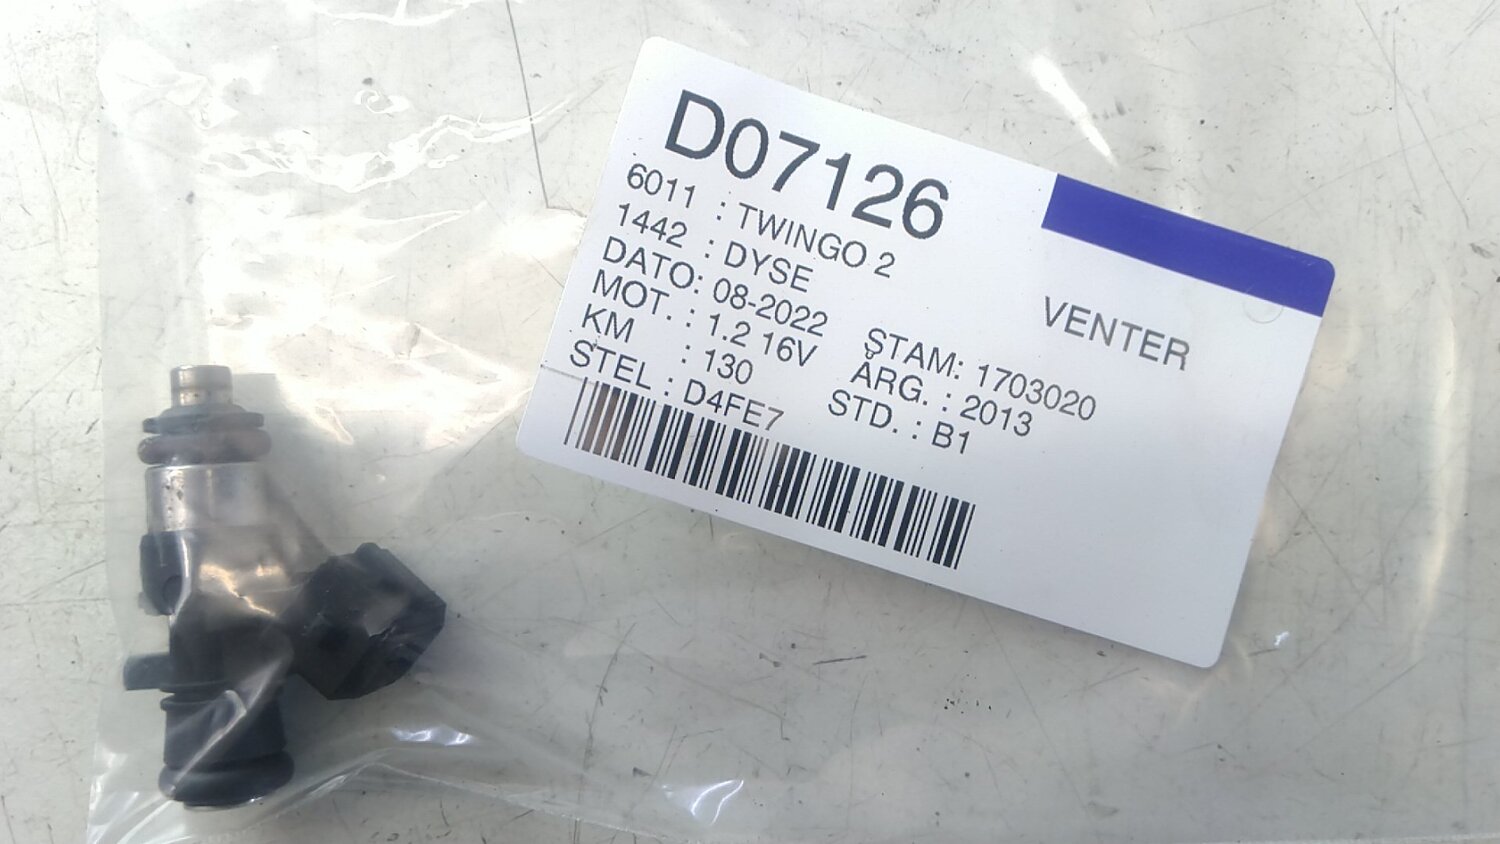 D07126
6011 : TWINGO 2
1442 : DYSE
VENTER
DATO: 08-2022 STAM: 1703020
MOT. : 1.2 16V ÅRG. : 2013
KM : 130 STD. : B1
STEL : D4FE7